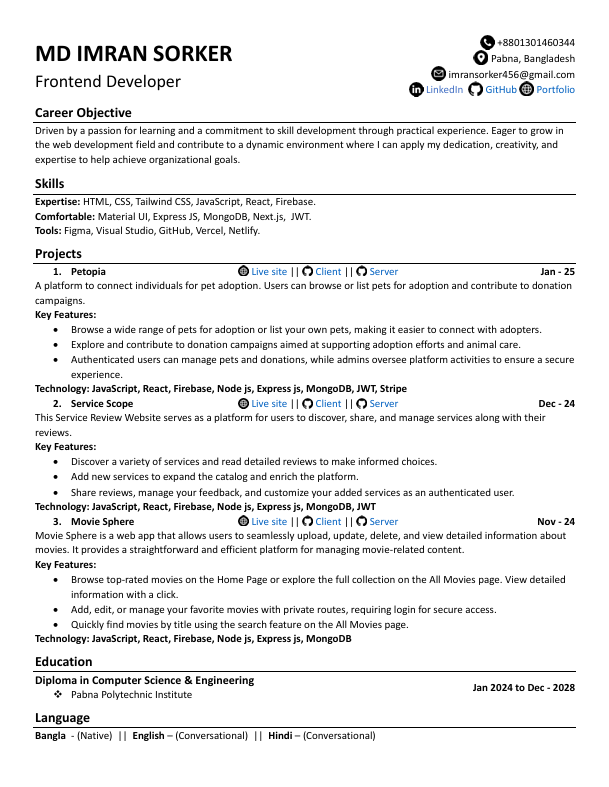 MD IMRAN SORKER
Frontend Developer
+8801301460344
Pabna, Bangladesh
imransorker456@gmail.com
LinkedIn GitHub Portfolio
Career Objective
Driven by a passion for learning and a commitment to skill development through practical experience. Eager to grow in
the web development field and contribute to a dynamic environment where I can apply my dedication, creativity, and
expertise to help achieve organizational goals.
Skills
Expertise: HTML, CSS, Tailwind CSS, JavaScript, React, Firebase.
Comfortable: Material UI, Express JS, MongoDB, Next.js, JWT.
Tools: Figma, Visual Studio, GitHub, Vercel, Netlify.
Projects
1. Petopia Live site || Client || Server Jan - 25
A platform to connect individuals for pet adoption. Users can browse or list pets for adoption and contribute to donation
campaigns.
Key Features:
• Browse a wide range of pets for adoption or list your own pets, making it easier to connect with adopters.
• Explore and contribute to donation campaigns aimed at supporting adoption efforts and animal care.
• Authenticated users can manage pets and donations, while admins oversee platform activities to ensure a secure
experience.
Technology: JavaScript, React, Firebase, Node js, Express js, MongoDB, JWT, Stripe
2. Service Scope Live site || Client || Server Dec - 24
This Service Review Website serves as a platform for users to discover, share, and manage services along with their
reviews.
Key Features:
• Discover a variety of services and read detailed reviews to make informed choices.
• Add new services to expand the catalog and enrich the platform.
• Share reviews, manage your feedback, and customize your added services as an authenticated user.
Technology: JavaScript, React, Firebase, Node js, Express js, MongoDB, JWT
3. Movie Sphere Live site || Client || Server Nov - 24
Movie Sphere is a web app that allows users to seamlessly upload, update, delete, and view detailed information about
movies. It provides a straightforward and efficient platform for managing movie-related content.
Key Features:
• Browse top-rated movies on the Home Page or explore the full collection on the All Movies page. View detailed
information with a click.
• Add, edit, or manage your favorite movies with private routes, requiring login for secure access.
• Quickly find movies by title using the search feature on the All Movies page.
Technology: JavaScript, React, Firebase, Node js, Express js, MongoDB
Education
Diploma in Computer Science & Engineering
❖ Pabna Polytechnic Institute
Jan 2024 to Dec - 2028
Language
Bangla - (Native) || English – (Conversational) || Hindi – (Conversational)